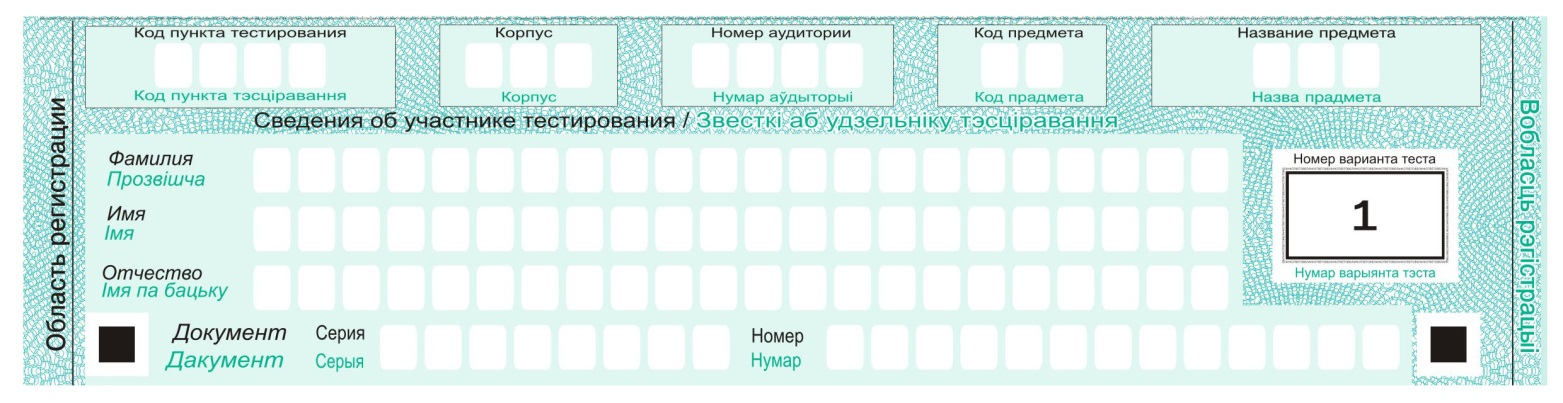 Область регистрации
Код пункта тестирования
Код пункта тэсціравання
Корпус
Корпус
Номер аудитории
Нумар аўдыторыі
Код предмета
Код прадмета
Название предмета
Назва прадмета
Сведения об участнике тестирования / Звесткі аб удзельніку тэсціравання
Фамилия
Прозвішча
Имя
Імя
Отчество
Імя па бацьку
Номер варианта теста
1
Нумар варыянта тэста
Документ Серия Номер
Дакумент Серыя Нумар
Вобласць рэгістрацыі